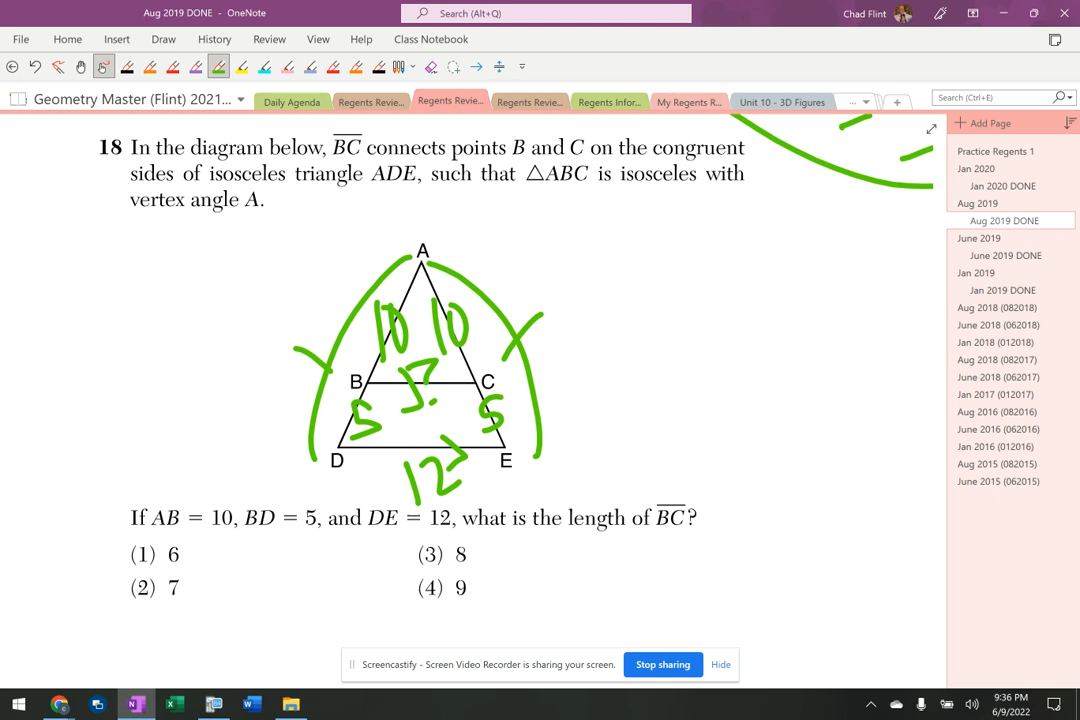 Aug 2019 DONE - OneNote
Search (Alt+Q)
Chad Flint
File Home Insert Draw History Review View Help Class Notebook
Geometry Master (Flint) 2021...
Daily Agenda
Regents Revie...
Regents Revie...
Regents Revie...
Regents Infor...
My Regents R...
Unit 10 - 3D Figures
...
Search (Ctrl+E)
Add Page
Practice Regents 1
Jan 2020
Jan 2020 DONE
Aug 2019
Aug 2019 DONE
June 2019
June 2019 DONE
Jan 2019
Jan 2019 DONE
Aug 2018 (082018)
June 2018 (062018)
Jan 2018 (012018)
Aug 2018 (082017)
June 2018 (062017)
Jan 2017 (012017)
Aug 2016 (082016)
June 2016 (062016)
Jan 2016 (012016)
Aug 2015 (082015)
June 2015 (062015)
18 In the diagram below, BC connects points B and C on the congruent
sides of isosceles triangle ADE, such that △ABC is isosceles with
vertex angle A.
A
10 10
B C
5 5
D E
12
If AB = 10, BD = 5, and DE = 12, what is the length of BC?
(1) 6 (3) 8
(2) 7 (4) 9
Screencastify - Screen Video Recorder is sharing your screen.
Stop sharing
Hide
9:36 PM
6/9/2022